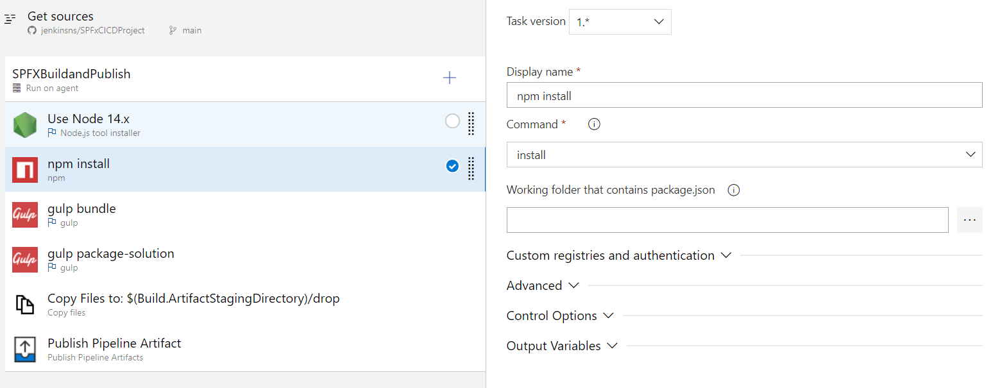 Get sources
jenkinsns/SPFxCICDProject main
SPFXBuildandPublish
Run on agent
Use Node 14.x
Node.js tool installer
npm install
npm
Gulp
gulp bundle
gulp
Gulp
gulp package-solution
gulp
Copy Files to: $(Build.ArtifactStagingDirectory)/drop
Copy files
Publish Pipeline Artifact
Publish Pipeline Artifacts
Task version 1.*
Display name *
npm install
Command *
install
Working folder that contains package.json
...
Custom registries and authentication
Advanced
Control Options
Output Variables